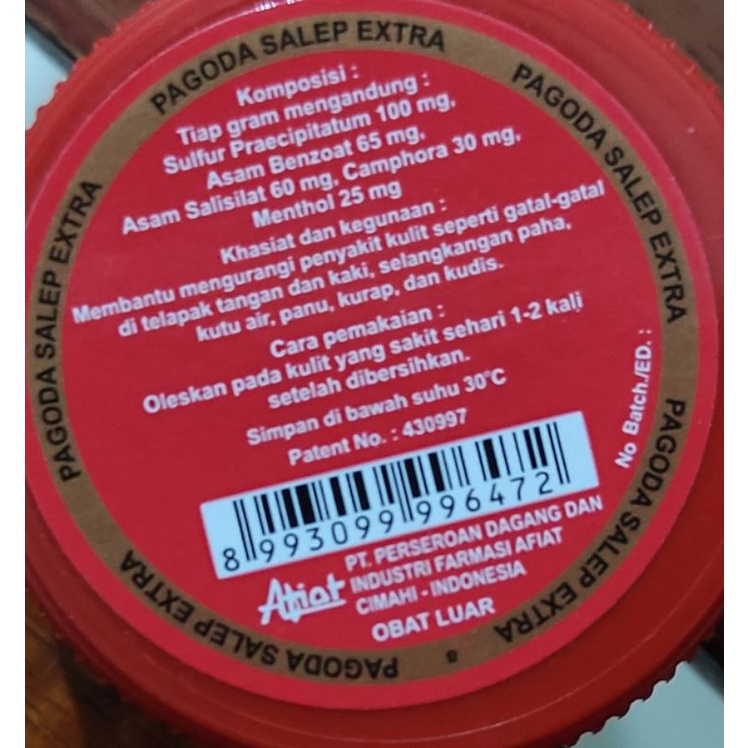 PAGODA SALEP EXTRA
PAGODA SALEP EXTRA
PAGODA SALEP EXTRA
PAGODA SALEP EXTRA
PAGODA SALEP EXTRA
PAGODA SALEP EXTRA
Komposisi :
Tiap gram mengandung :
Sulfur Praecipitatum 100 mg,
Asam Benzoat 65 mg,
Asam Salisilat 60 mg, Camphora 30 mg,
Menthol 25 mg
Khasiat dan kegunaan :
Membantu mengurangi penyakit kulit seperti gatal-gatal
di telapak tangan dan kaki, selangkangan paha,
kutu air, panu, kurap, dan kudis.
Cara pemakaian :
Oleskan pada kulit yang sakit sehari 1-2 kali
setelah dibersihkan.
Simpan di bawah suhu 30°C
Patent No. : 430997
No Batch./ED. :
8 993099 996472
Afiat
PT. PERSEROAN DAGANG DAN
INDUSTRI FARMASI AFIAT
CIMAHI - INDONESIA
OBAT LUAR